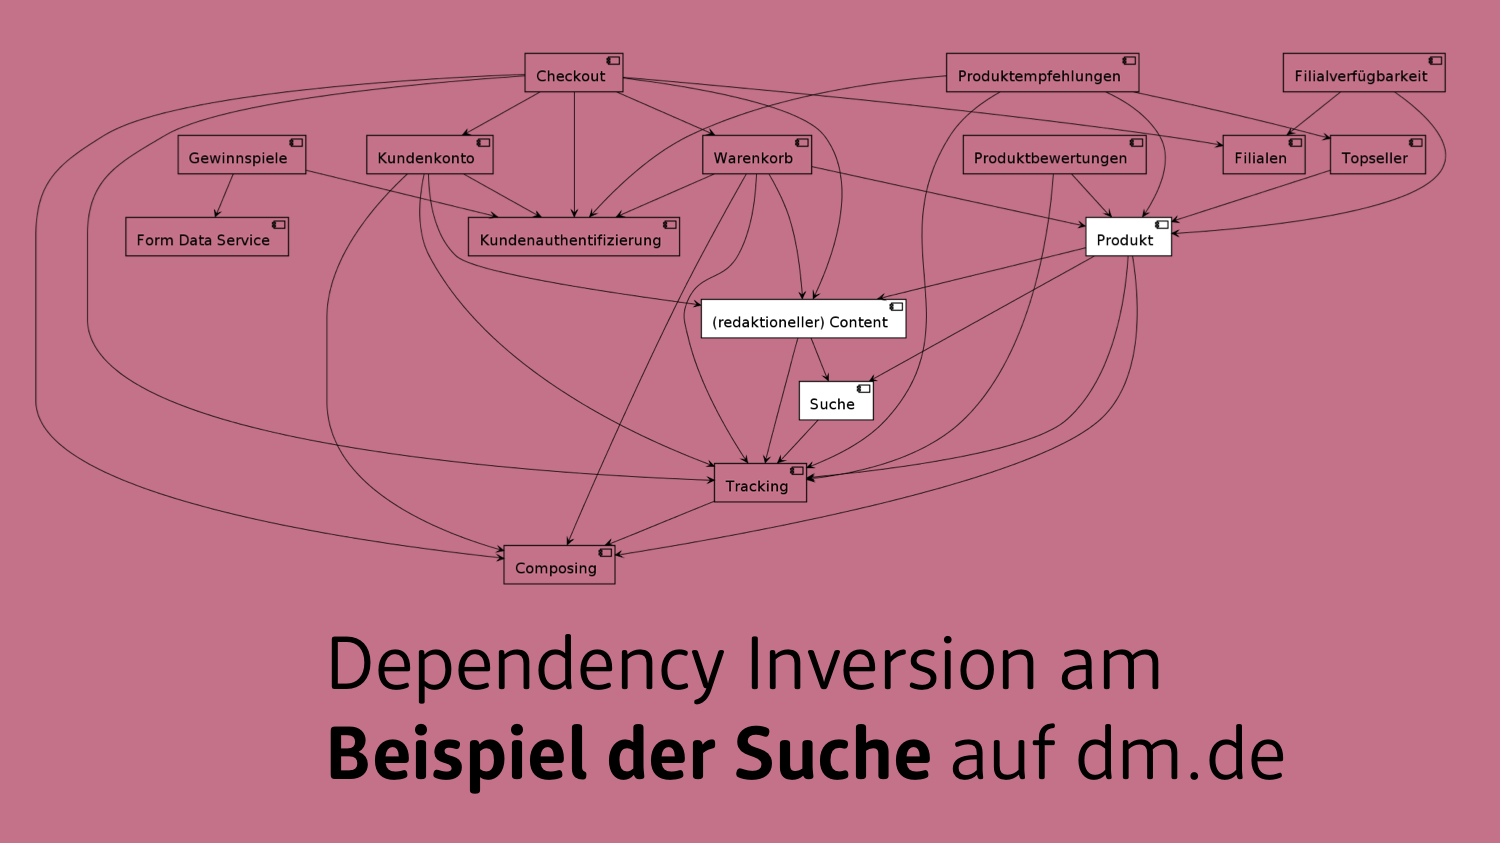 Checkout
Produktempfehlungen
Filialverfügbarkeit
Gewinnspiele
Kundenkonto
Warenkorb
Produktbewertungen
Filialen
Topseller
Form Data Service
Kundenauthentifizierung
Produkt
(redaktioneller) Content
Suche
Tracking
Composing
Dependency Inversion am
Beispiel der Suche auf dm.de